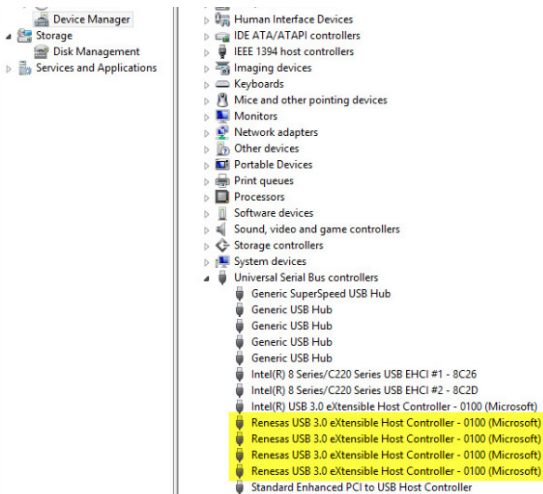 Device Manager
Storage
Disk Management
Services and Applications
Human Interface Devices
IDE ATA/ATAPI controllers
IEEE 1394 host controllers
Imaging devices
Keyboards
Mice and other pointing devices
Monitors
Network adapters
Other devices
Portable Devices
Print queues
Processors
Software devices
Sound, video and game controllers
Storage controllers
System devices
Universal Serial Bus controllers
Generic SuperSpeed USB Hub
Generic USB Hub
Generic USB Hub
Generic USB Hub
Generic USB Hub
Intel(R) 8 Series/C220 Series USB EHCI #1 - 8C26
Intel(R) 8 Series/C220 Series USB EHCI #2 - 8C2D
Intel(R) USB 3.0 eXtensible Host Controller - 0100 (Microsoft)
Renesas USB 3.0 eXtensible Host Controller - 0100 (Microsoft)
Renesas USB 3.0 eXtensible Host Controller - 0100 (Microsoft)
Renesas USB 3.0 eXtensible Host Controller - 0100 (Microsoft)
Renesas USB 3.0 eXtensible Host Controller - 0100 (Microsoft)
Standard Enhanced PCI to USB Host Controller